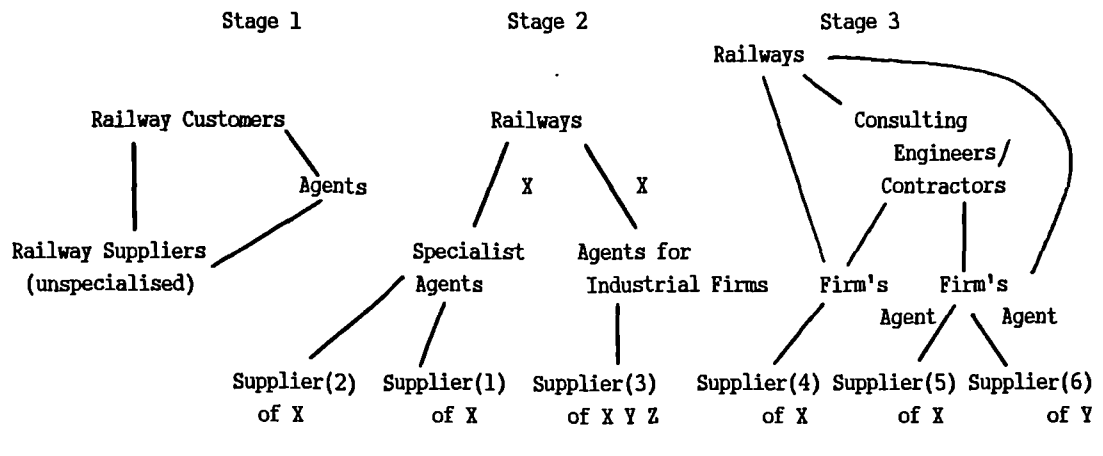 Stage 1 Stage 2 Stage 3
Railways
Railway Customers Railways Consulting
Engineers/
Agents X X Contractors
Railway Suppliers Specialist Agents for
(unspecialised) Agents Industrial Firms Firm's Firm's
Agent Agent
Supplier(2) Supplier(1) Supplier(3) Supplier(4) Supplier(5) Supplier(6)
of X of X of X Y Z of X of X of Y